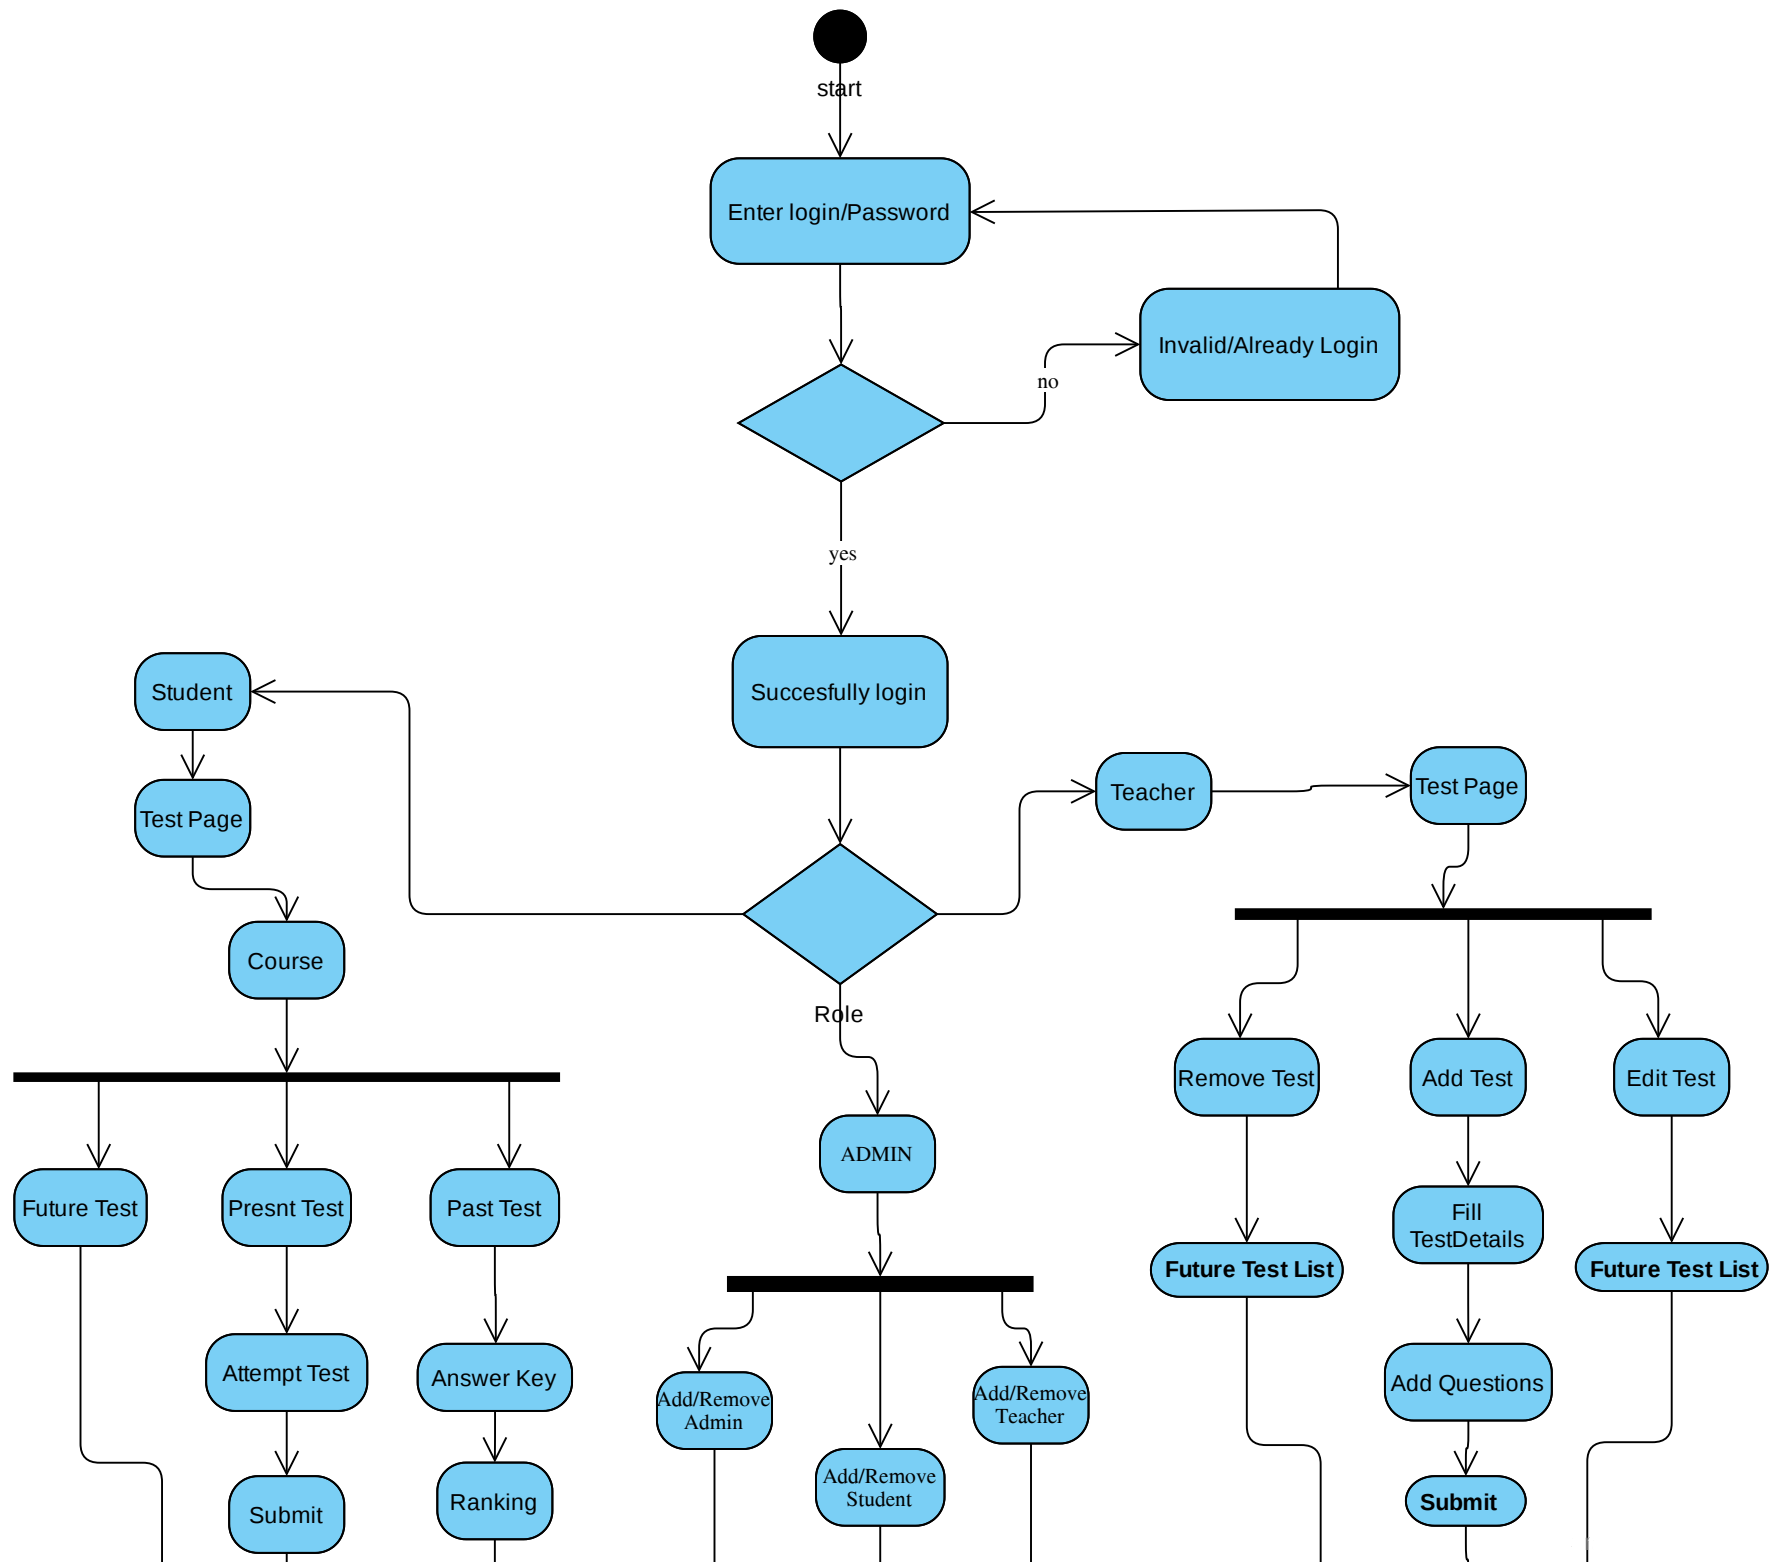 start
Enter login/Password
Invalid/Already Login
no
yes
Succesfully login
Student
Test Page
Teacher
Test Page
Course
Role
Remove Test
Add Test
Edit Test
ADMIN
Future Test
Presnt Test
Past Test
Fill
TestDetails
Future Test List
Future Test List
Attempt Test
Answer Key
Add/Remove
Admin
Add/Remove
Teacher
Add Questions
Add/Remove
Student
Submit
Ranking
Submit